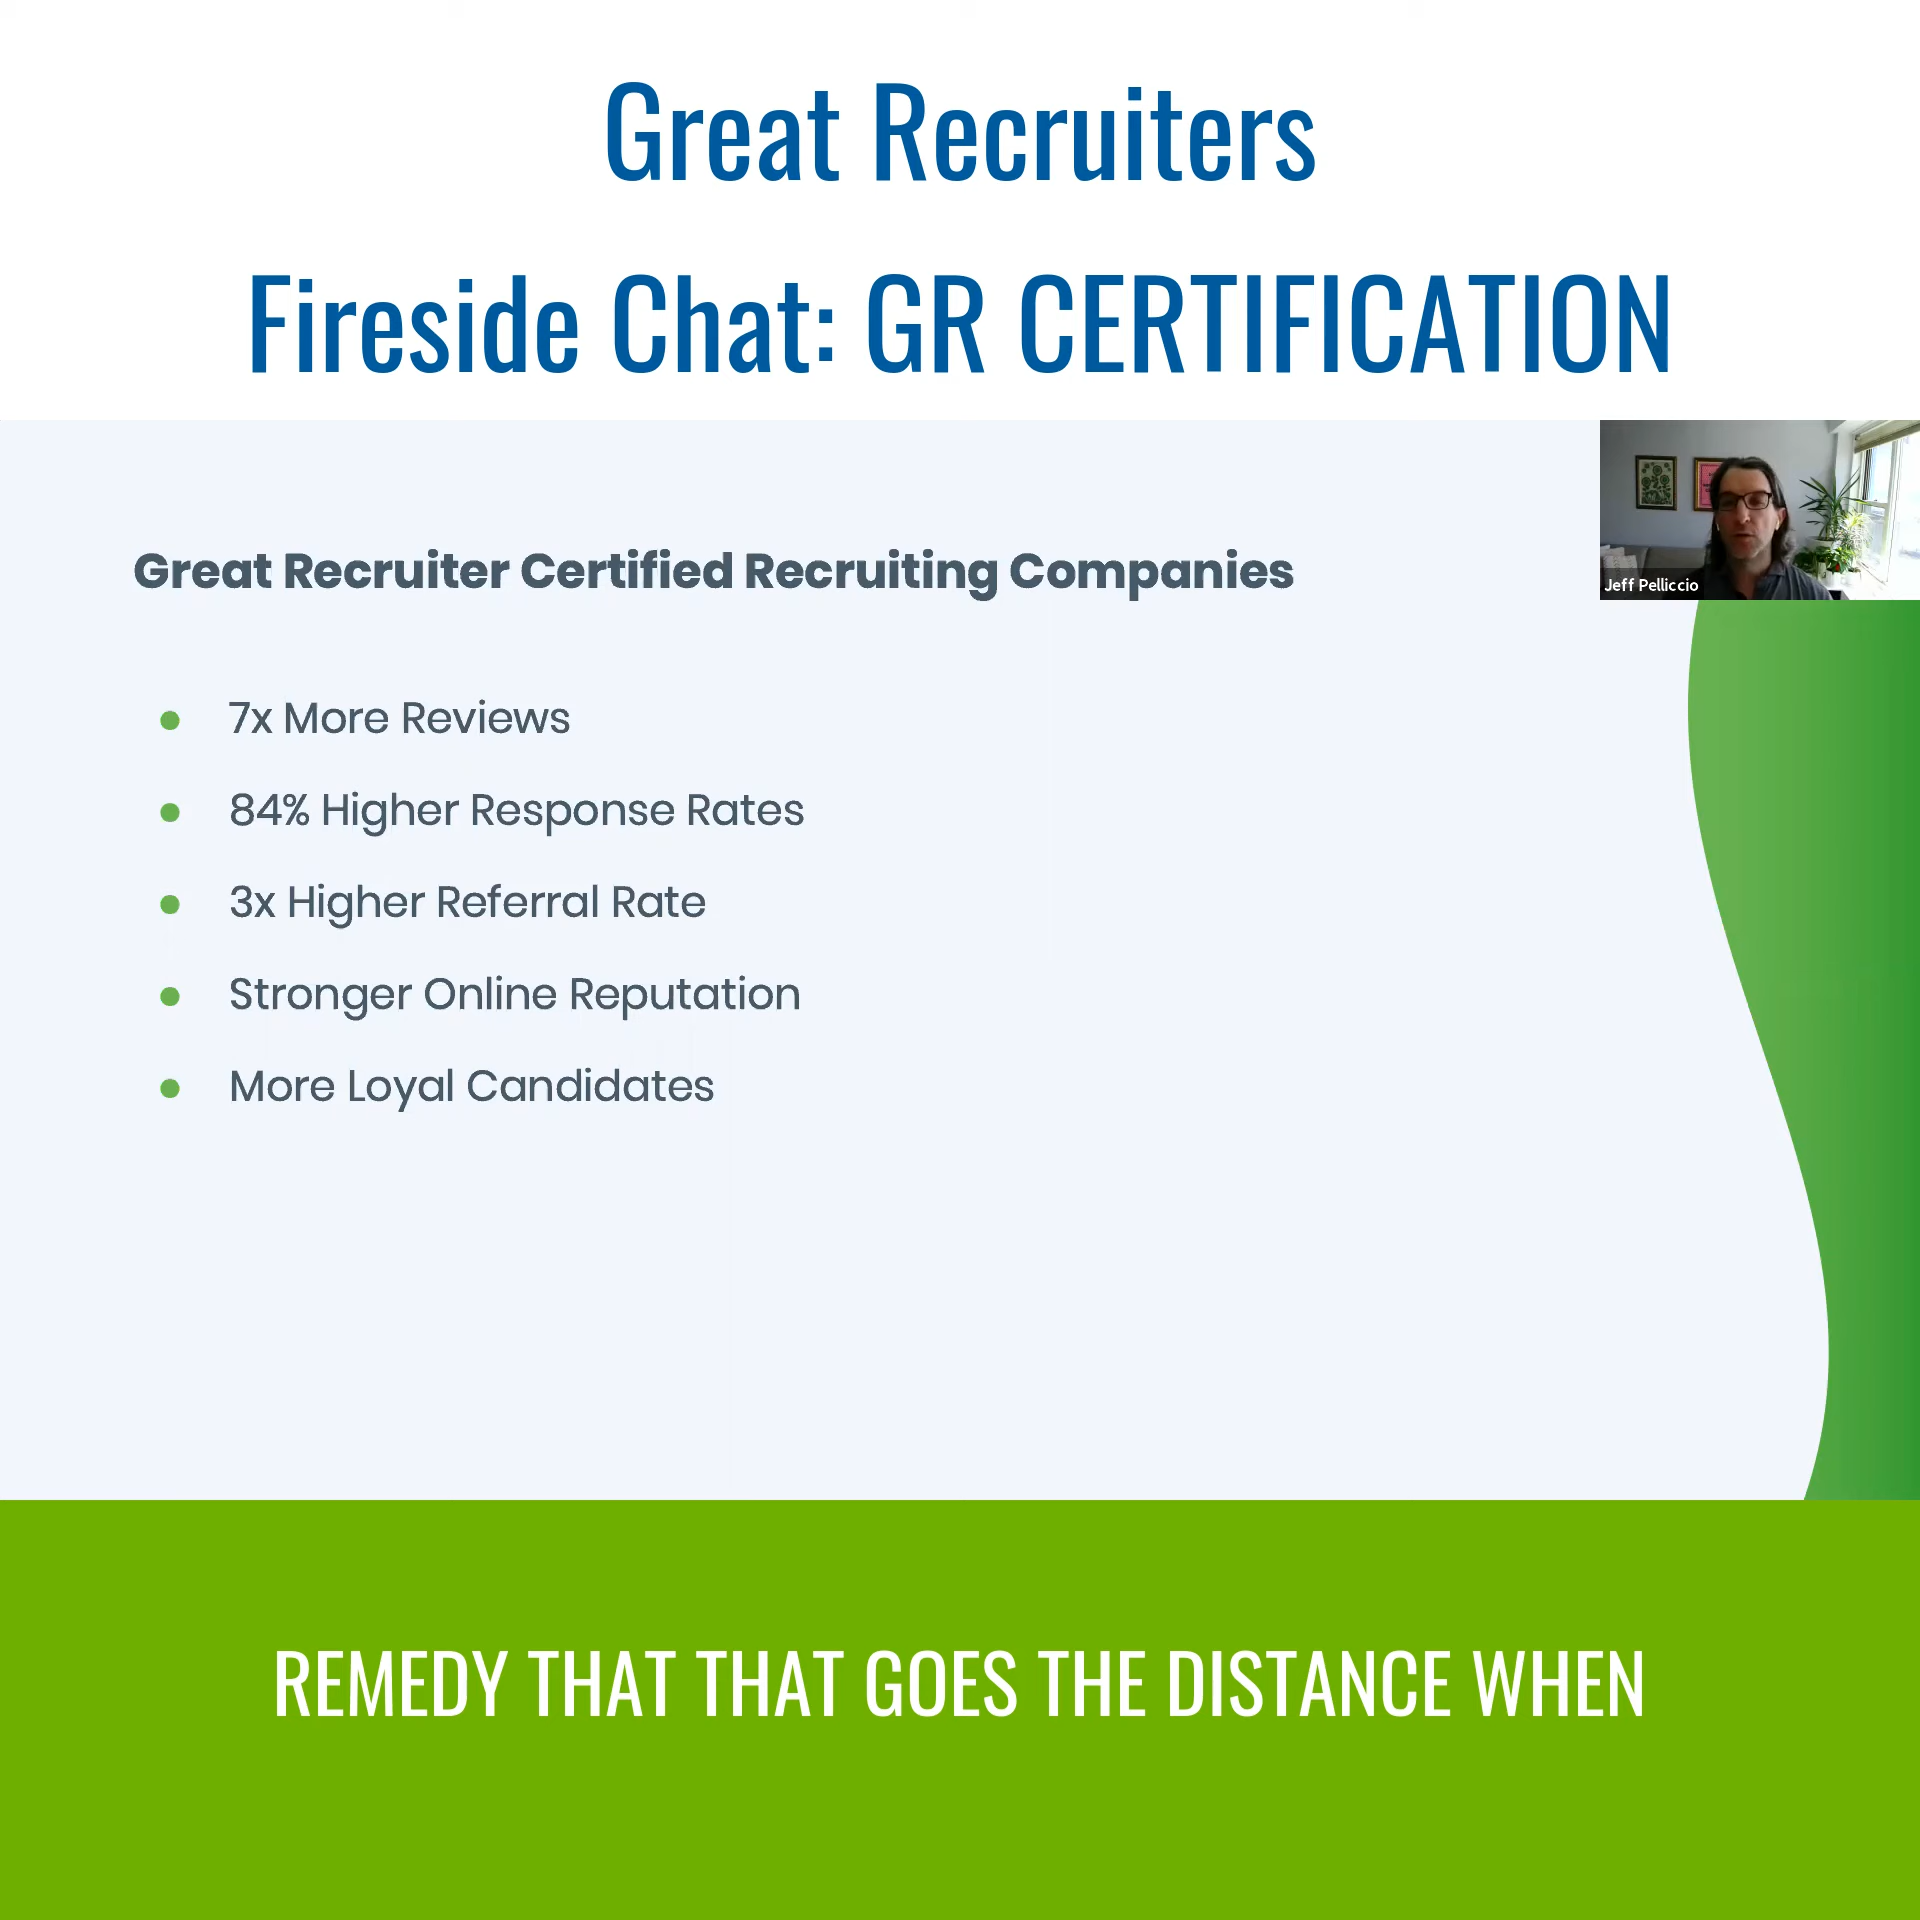 Great Recruiters
Fireside Chat: GR CERTIFICATION
Jeff Pelliccio
Great Recruiter Certified Recruiting Companies
7x More Reviews
84% Higher Response Rates
3x Higher Referral Rate
Stronger Online Reputation
More Loyal Candidates
REMEDY THAT THAT GOES THE DISTANCE WHEN